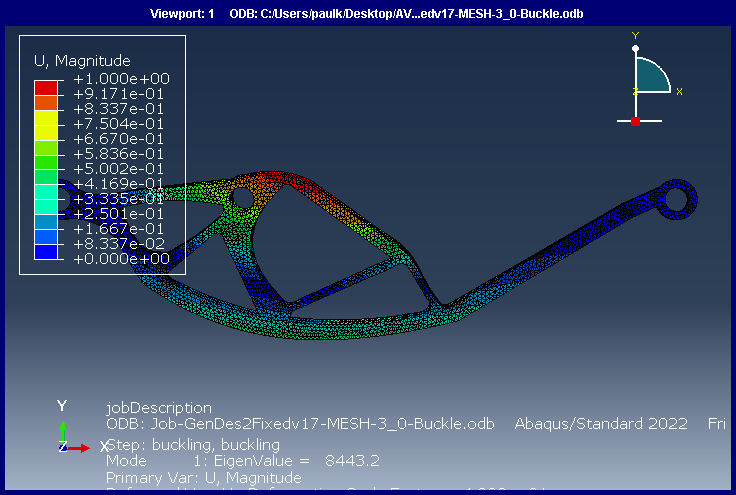 Viewport: 1 ODB: C:/Users/paulk/Desktop/AV...edv17-MESH-3_0-Buckle.odb
U, Magnitude
+1.000e+00
+9.171e-01
+8.337e-01
+7.504e-01
+6.670e-01
+5.836e-01
+5.002e-01
+4.169e-01
+3.335e-01
+2.501e-01
+1.667e-01
+8.337e-02
+0.000e+00
Y
X
Z
Y
X
Z
jobDescription
ODB: Job-GenDes2Fixedv17-MESH-3_0-Buckle.odb Abaqus/Standard 2022 Fri
Step: buckling, buckling
Mode 1: EigenValue = 8443.2
Primary Var: U, Magnitude